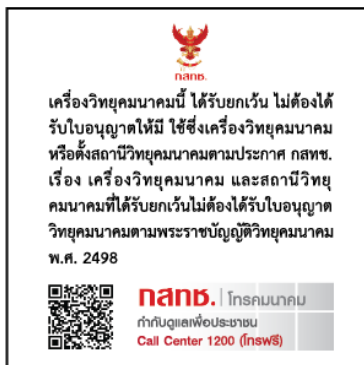 กสทช.
เครื่องวิทยุคมนาคมนี้ ได้รับยกเว้น ไม่ต้องได้
รับใบอนุญาตให้มี ใช้ซึ่งเครื่องวิทยุคมนาคม
หรือตั้งสถานีวิทยุคมนาคมตามประกาศ กสทช.
เรื่อง เครื่องวิทยุคมนาคม และสถานีวิทยุ
คมนาคมที่ได้รับยกเว้นไม่ต้องได้รับใบอนุญาต
วิทยุคมนาคมตามพระราชบัญญัติวิทยุคมนาคม
พ.ศ. 2498
กสทช. โทรคมนาคม
กำกับดูแลเพื่อประชาชน
Call Center 1200 (โทรฟรี)